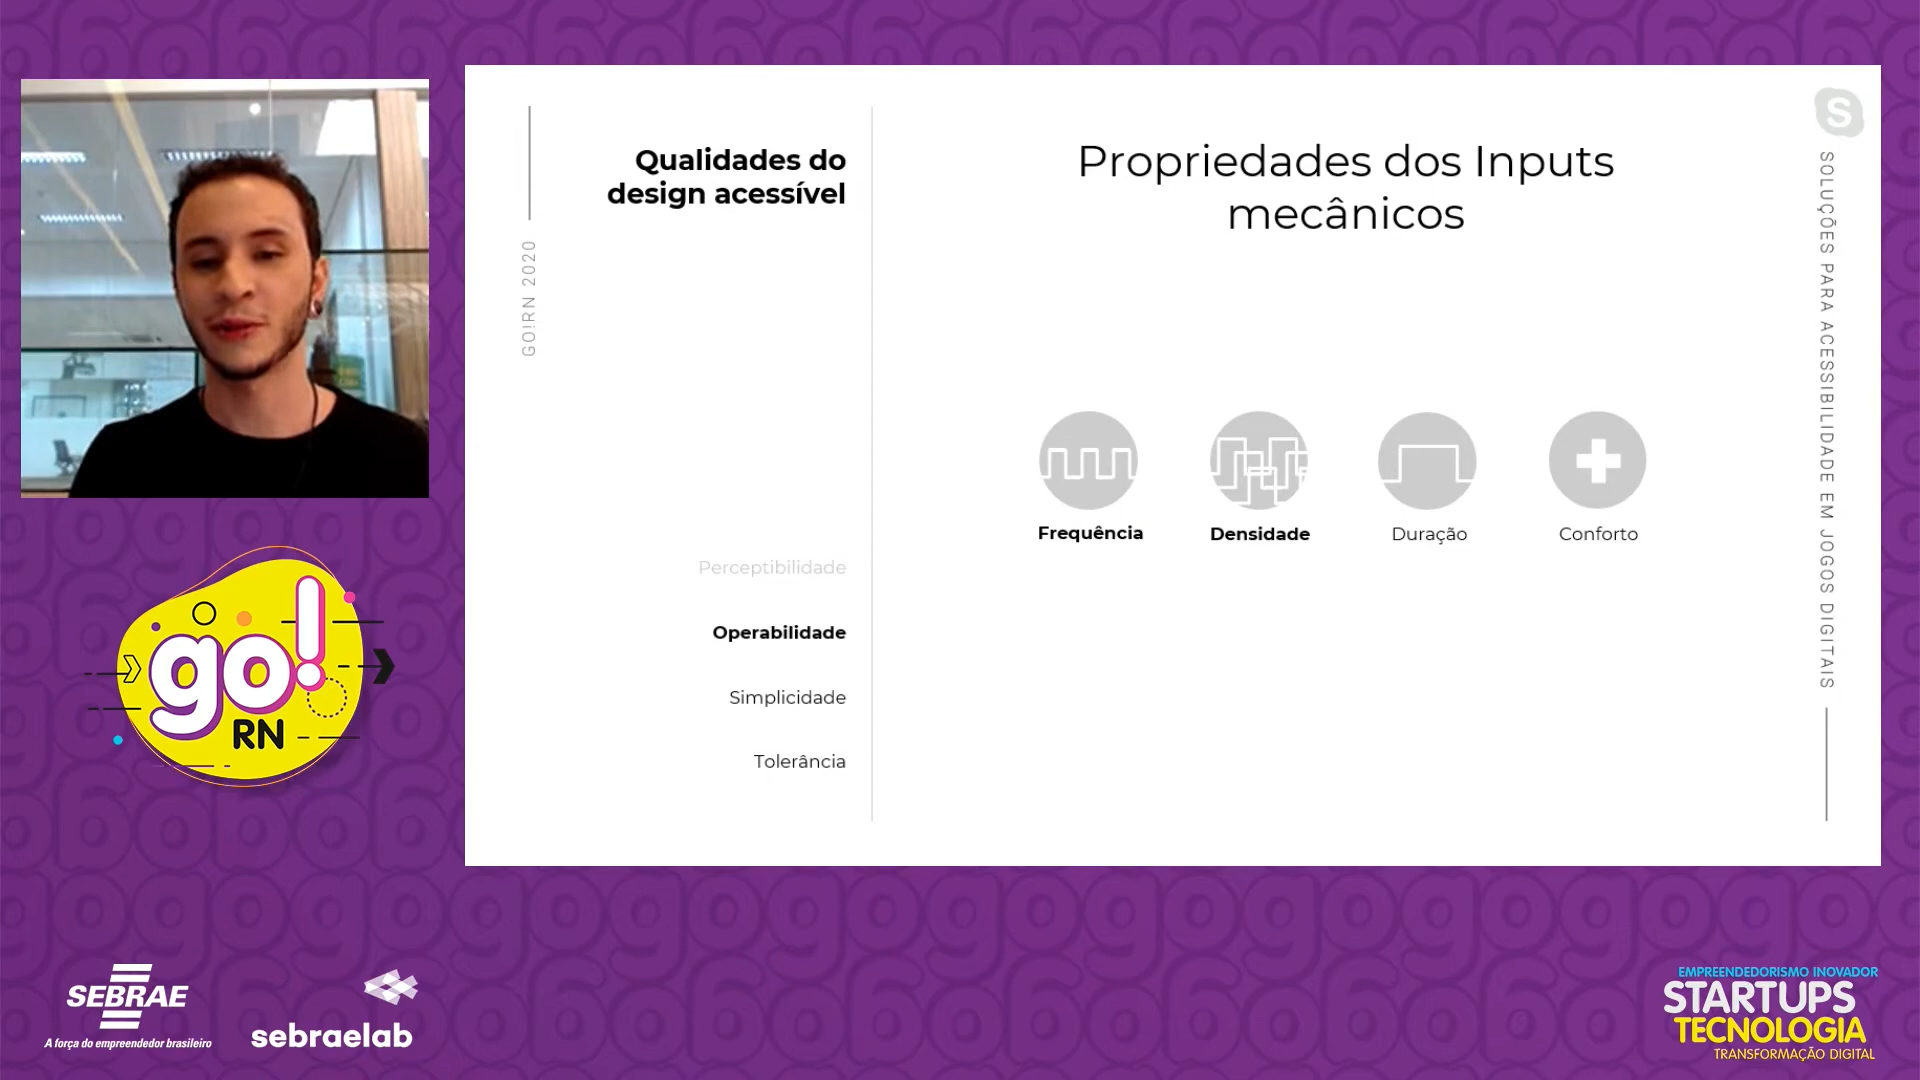 GO!RN 2020
Qualidades do
design acessível
Perceptibilidade
Operabilidade
Simplicidade
Tolerância
Propriedades dos Inputs
mecânicos
Frequência
Densidade
Duração
Conforto
S
SOLUÇÕES PARA ACESSIBILIDADE EM JOGOS DIGITAIS
go!
RN
SEBRAE
A força do empreendedor brasileiro
sebraelab
EMPREENDEDORISMO INOVADOR
STARTUPS
TECNOLOGIA
TRANSFORMAÇÃO DIGITAL